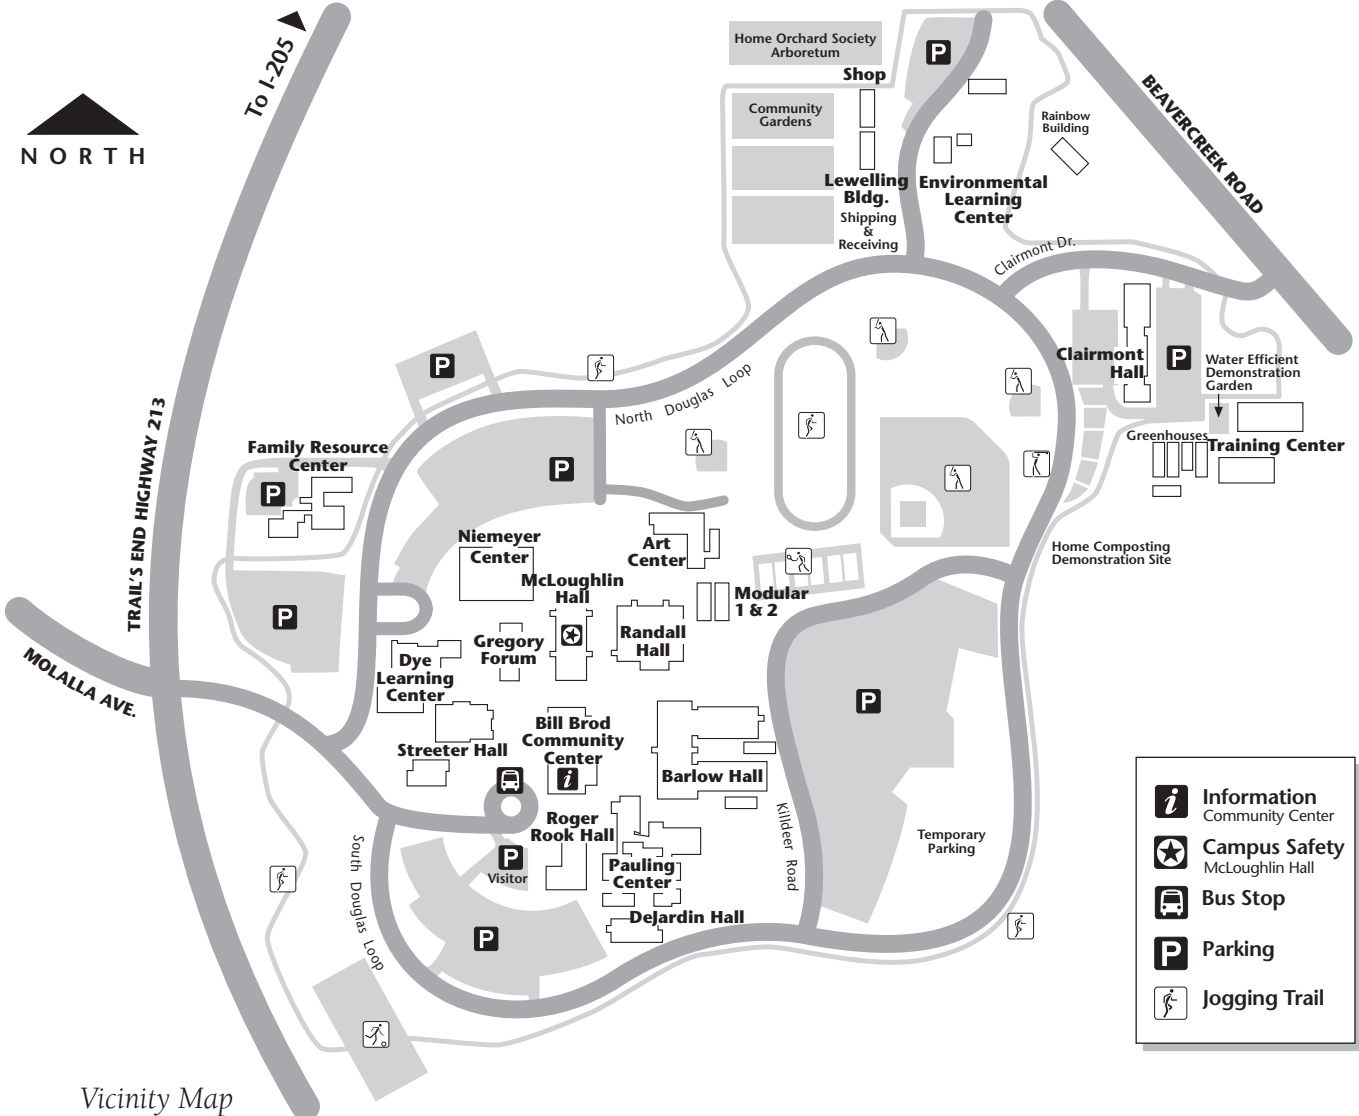 To I-205
NORTH
Home Orchard Society
Arboretum
P
Shop
Community
Gardens
Rainbow
Building
BEAVERCREEK ROAD
Lewelling
Bldg.
Shipping
&
Receiving
Environmental
Learning
Center
Clairmont Dr.
Clairmont
Hall
P
Water Efficient
Demonstration
Garden
Greenhouses
Training Center
P
North Douglas Loop
TRAIL'S END HIGHWAY 213
Family Resource
Center
P
P
Niemeyer
Center
Art
Center
Home Composting
Demonstration Site
McLoughlin
Hall
Modular
1 & 2
P
Gregory
Forum
Randall
Hall
MOLALLA AVE.
Dye
Learning
Center
P
Bill Brod
Community
Center
i
Streeter Hall
Barlow Hall
Roger
Rook Hall
Killdeer Road
Temporary
Parking
South Douglas Loop
P
Visitor
Pauling
Center
DeJardin Hall
P
i
Information
Community Center
Campus Safety
McLoughlin Hall
Bus Stop
P
Parking
Jogging Trail
Vicinity Map